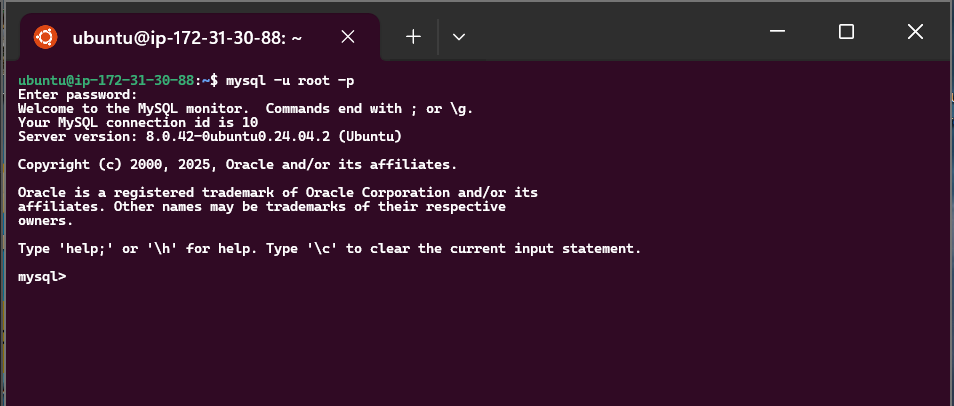 ubuntu@ip-172-31-30-88: ~
ubuntu@ip-172-31-30-88:~$ mysql -u root -p
Enter password:
Welcome to the MySQL monitor.  Commands end with ; or \g.
Your MySQL connection id is 10
Server version: 8.0.42-0ubuntu0.24.04.2 (Ubuntu)
Copyright (c) 2000, 2025, Oracle and/or its affiliates.
Oracle is a registered trademark of Oracle Corporation and/or its
affiliates. Other names may be trademarks of their respective
owners.
Type 'help;' or '\h' for help. Type '\c' to clear the current input statement.
mysql>